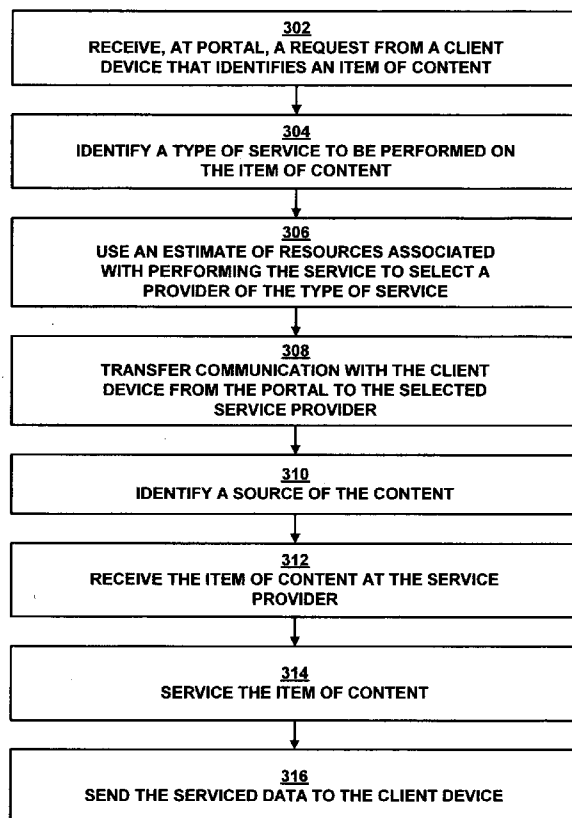 302
RECEIVE, AT PORTAL, A REQUEST FROM A CLIENT
DEVICE THAT IDENTIFIES AN ITEM OF CONTENT
304
IDENTIFY A TYPE OF SERVICE TO BE PERFORMED ON
THE ITEM OF CONTENT
306
USE AN ESTIMATE OF RESOURCES ASSOCIATED
WITH PERFORMING THE SERVICE TO SELECT A
PROVIDER OF THE TYPE OF SERVICE
308
TRANSFER COMMUNICATION WITH THE CLIENT
DEVICE FROM THE PORTAL TO THE SELECTED
SERVICE PROVIDER
310
IDENTIFY A SOURCE OF THE CONTENT
312
RECEIVE THE ITEM OF CONTENT AT THE SERVICE
PROVIDER
314
SERVICE THE ITEM OF CONTENT
316
SEND THE SERVICED DATA TO THE CLIENT DEVICE